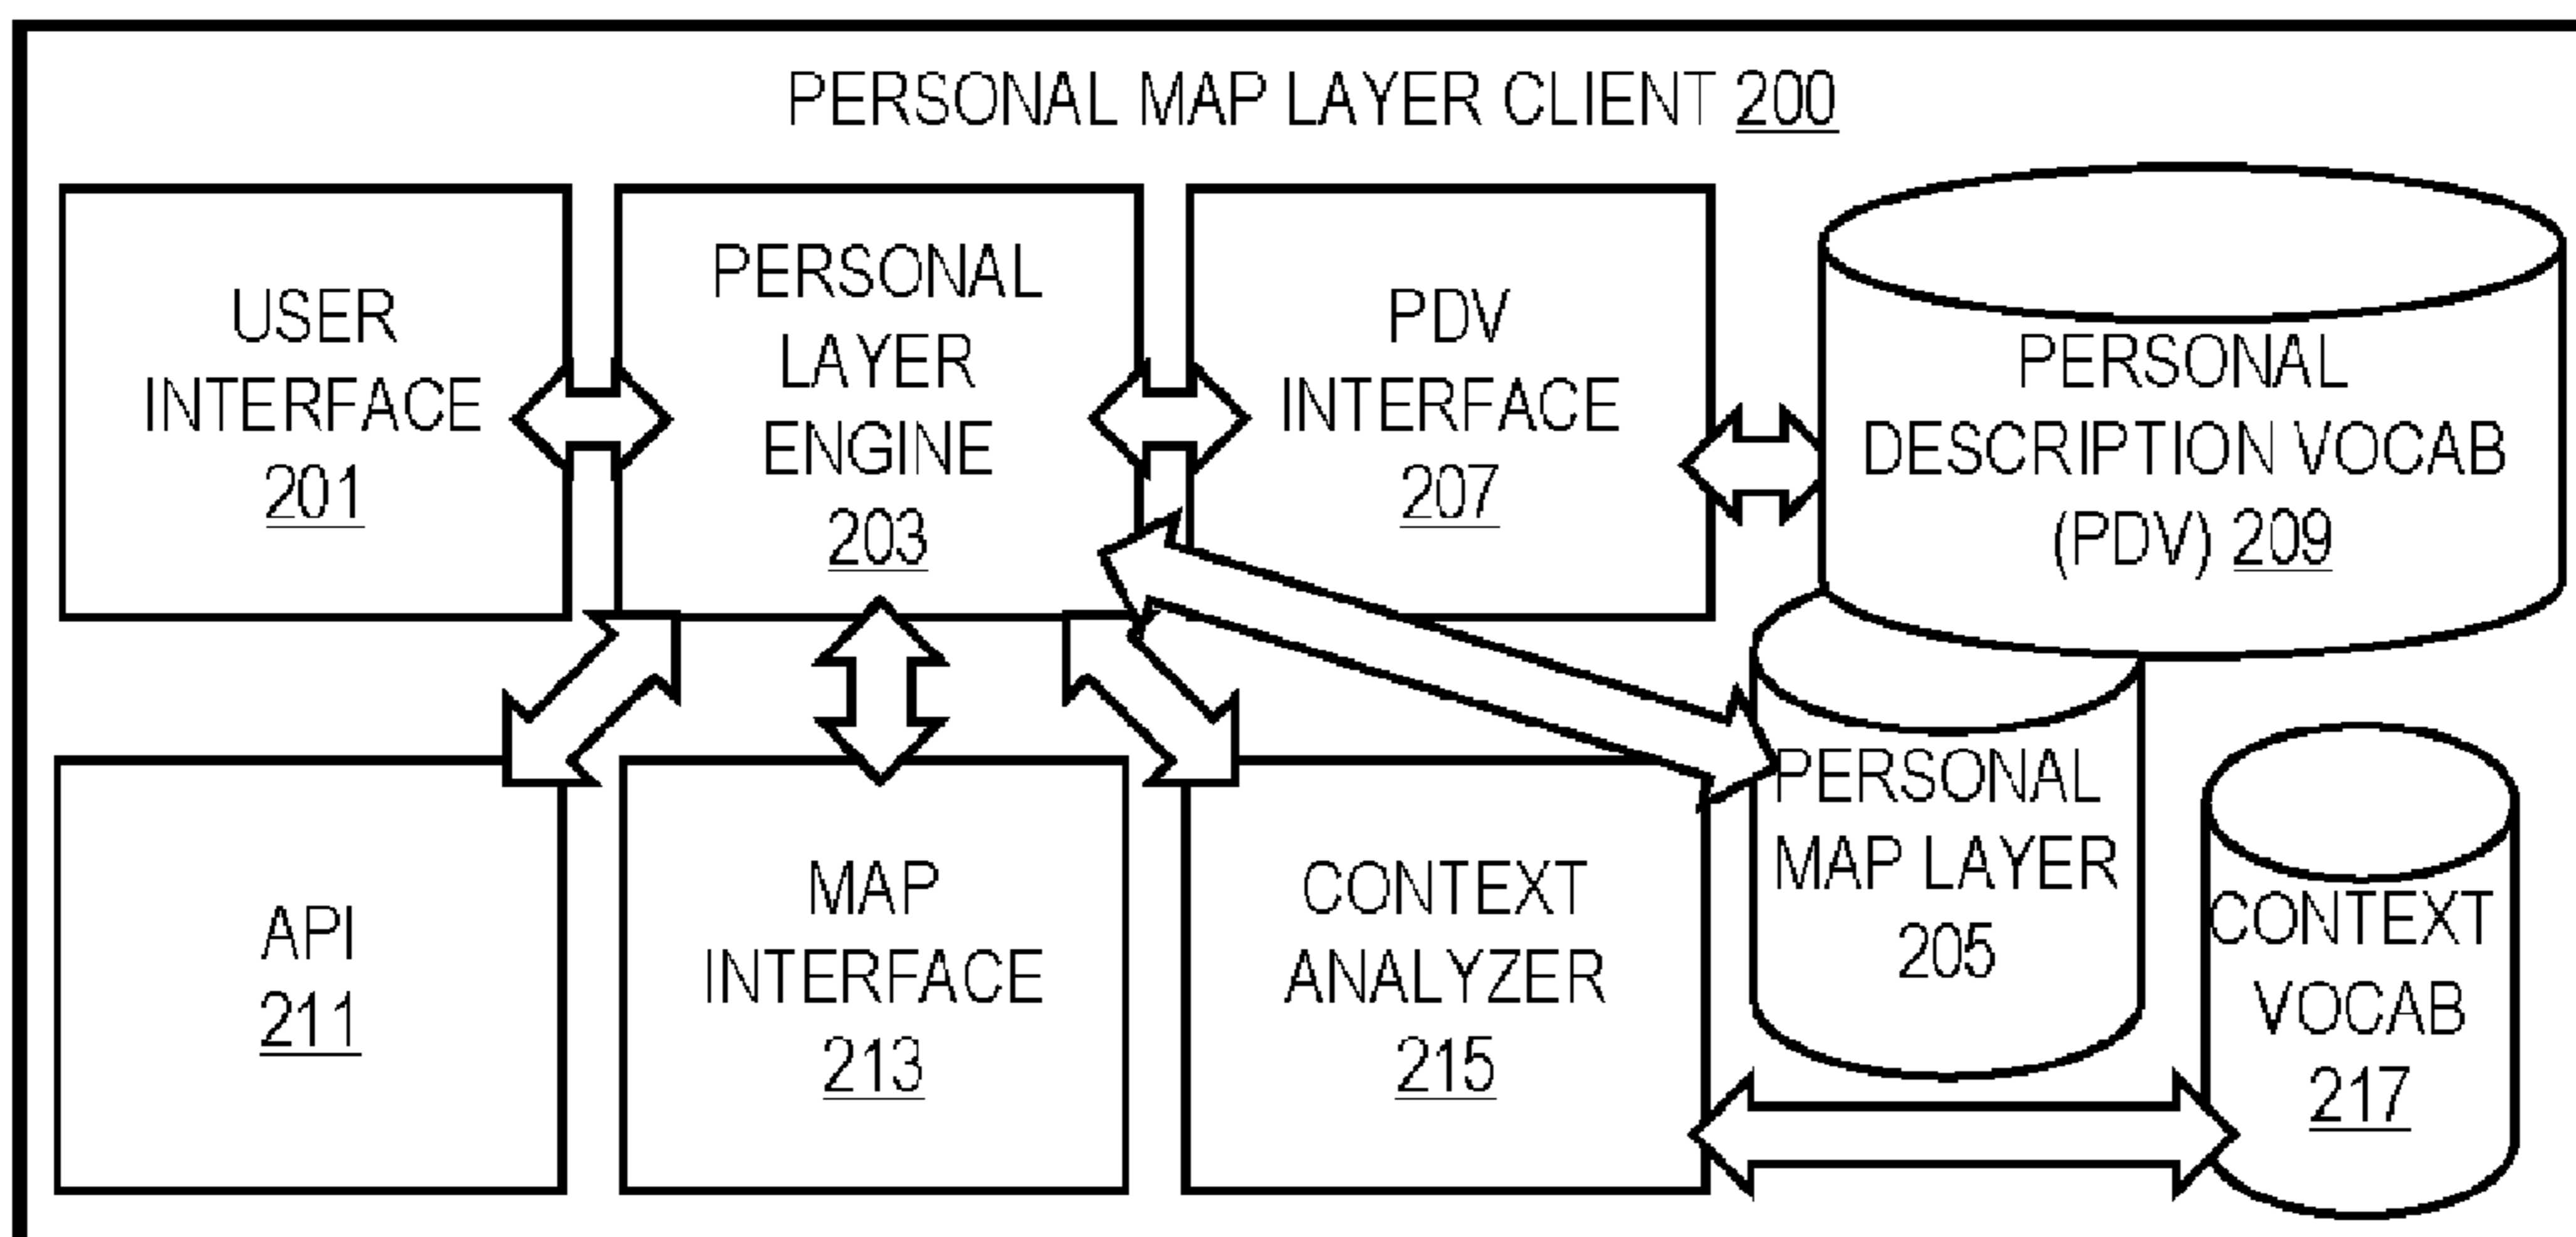 PERSONAL MAP LAYER CLIENT 200
USER
INTERFACE
201
PERSONAL
LAYER
ENGINE
203
PDV
INTERFACE
207
PERSONAL
DESCRIPTION VOCAB
(PDV) 209
API
211
MAP
INTERFACE
213
CONTEXT
ANALYZER
215
PERSONAL
MAP LAYER
205
CONTEXT
VOCAB
217